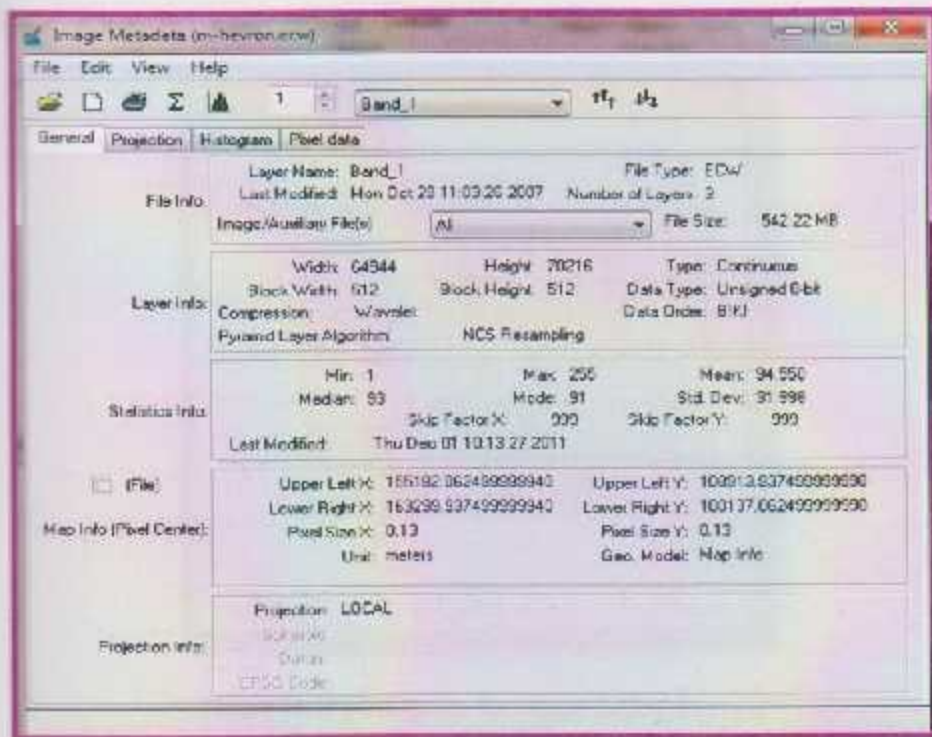 Image Metadata (m-hevron.ecw)
File Edit View Help
1 Band_1
General Projection Histogram Pixel data
File Info:
Layer Name: Band_1 File Type: ECW
Last Modified: Mon Oct 29 11:09:26 2007 Number of Layers: 3
Image/Auxiliary File(s) All File Size: 542.22 MB
Layer Info:
Width: 64944 Height: 70216 Type: Continuous
Block Width: 512 Block Height: 512 Data Type: Unsigned 8-bit
Compression: Wavelet Data Order: BIP
Pyramid Layer Algorithm: NCS Resampling
Statistics Info:
Min: 1 Max: 255 Mean: 94.550
Median: 93 Mode: 91 Std. Dev: 31.998
Skip Factor X: 999 Skip Factor Y: 999
Last Modified: Thu Dec 01 10:13:27 2011
(File)
Map Info (Pixel Center):
Upper Left X: Upper Left Y:
Lower Right X: Lower Right Y:
Pixel Size X: 0.13 Pixel Size Y: 0.13
Unit: meters Geo. Model: Map Info
Projection Info:
Projection: LOCAL
Spheroid:
Datum:
EPSG Code: